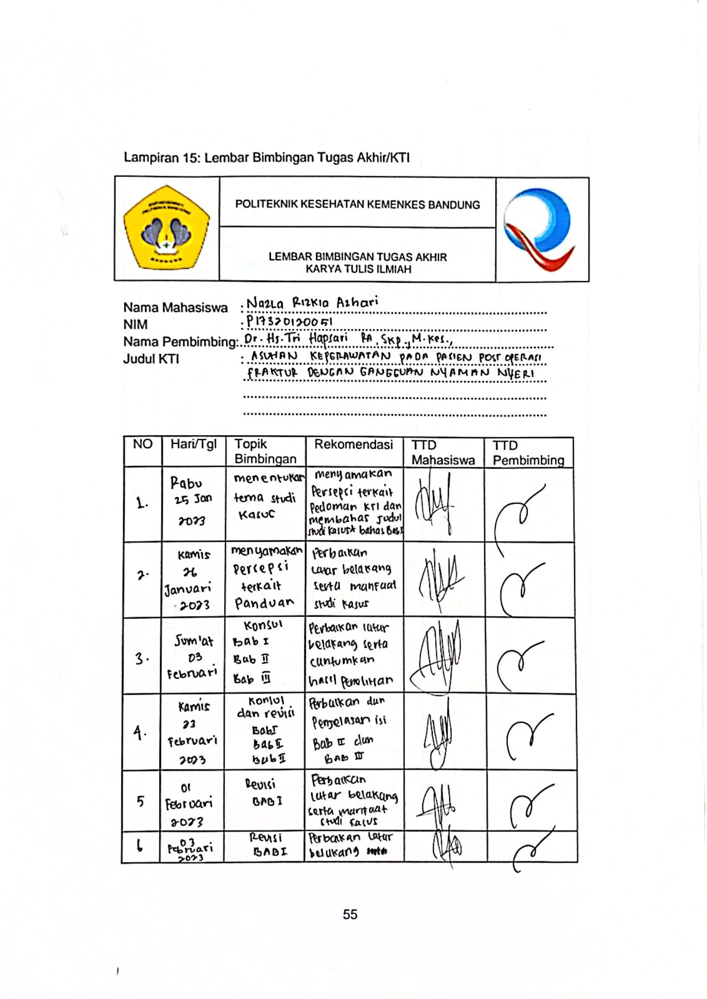 Lampiran 15: Lembar Bimbingan Tugas Akhir/KTI
POLITEKNIK KESEHATAN KEMENKES BANDUNG
LEMBAR BIMBINGAN TUGAS AKHIR
KARYA TULIS ILMIAH
Nama Mahasiswa : Nazla Rizkia Azhari
NIM : P17320120051
Nama Pembimbing: Dr. Hj. Tri Hapsari RA, SKp., M.Kes.,
Judul KTI : ASUHAN KEPERAWATAN PADA PASIEN POST OPERASI
FRAKTUR DENGAN GANGGUAN NYAMAN NYERI
NO Hari/Tgl Topik Bimbingan Rekomendasi TTD Mahasiswa TTD Pembimbing
1.
Rabu
25 Jan
2023
menentukan
tema studi
kasus
menyamakan
Persepsi terkait
Pedoman KTI dan
membahas judul
studi kasus + bahas Bab I
2.
Kamis
26
Januari
2023
menyamakan
Persepsi
terkait
Panduan
Perbaikan
latar belakang
serta manfaat
studi kasus
3.
Jum'at
03
Februari
Konsul
Bab I
Bab II
Bab III
Perbaikan latar
belakang serta
cantumkan
hasil penelitian
4.
Kamis
23
Februari
2023
Konsul
dan revisi
Bab I
Bab II
Bab II
Perbaikan dan
Penjelasan isi
Bab II dan
BAB III
5
01
Februari
2023
Revisi
BAB I
Perbaikan
latar belakang
serta manfaat
studi kasus
6
03
Februari
2023
Revisi
BAB I
Perbaikan latar
belakang
55